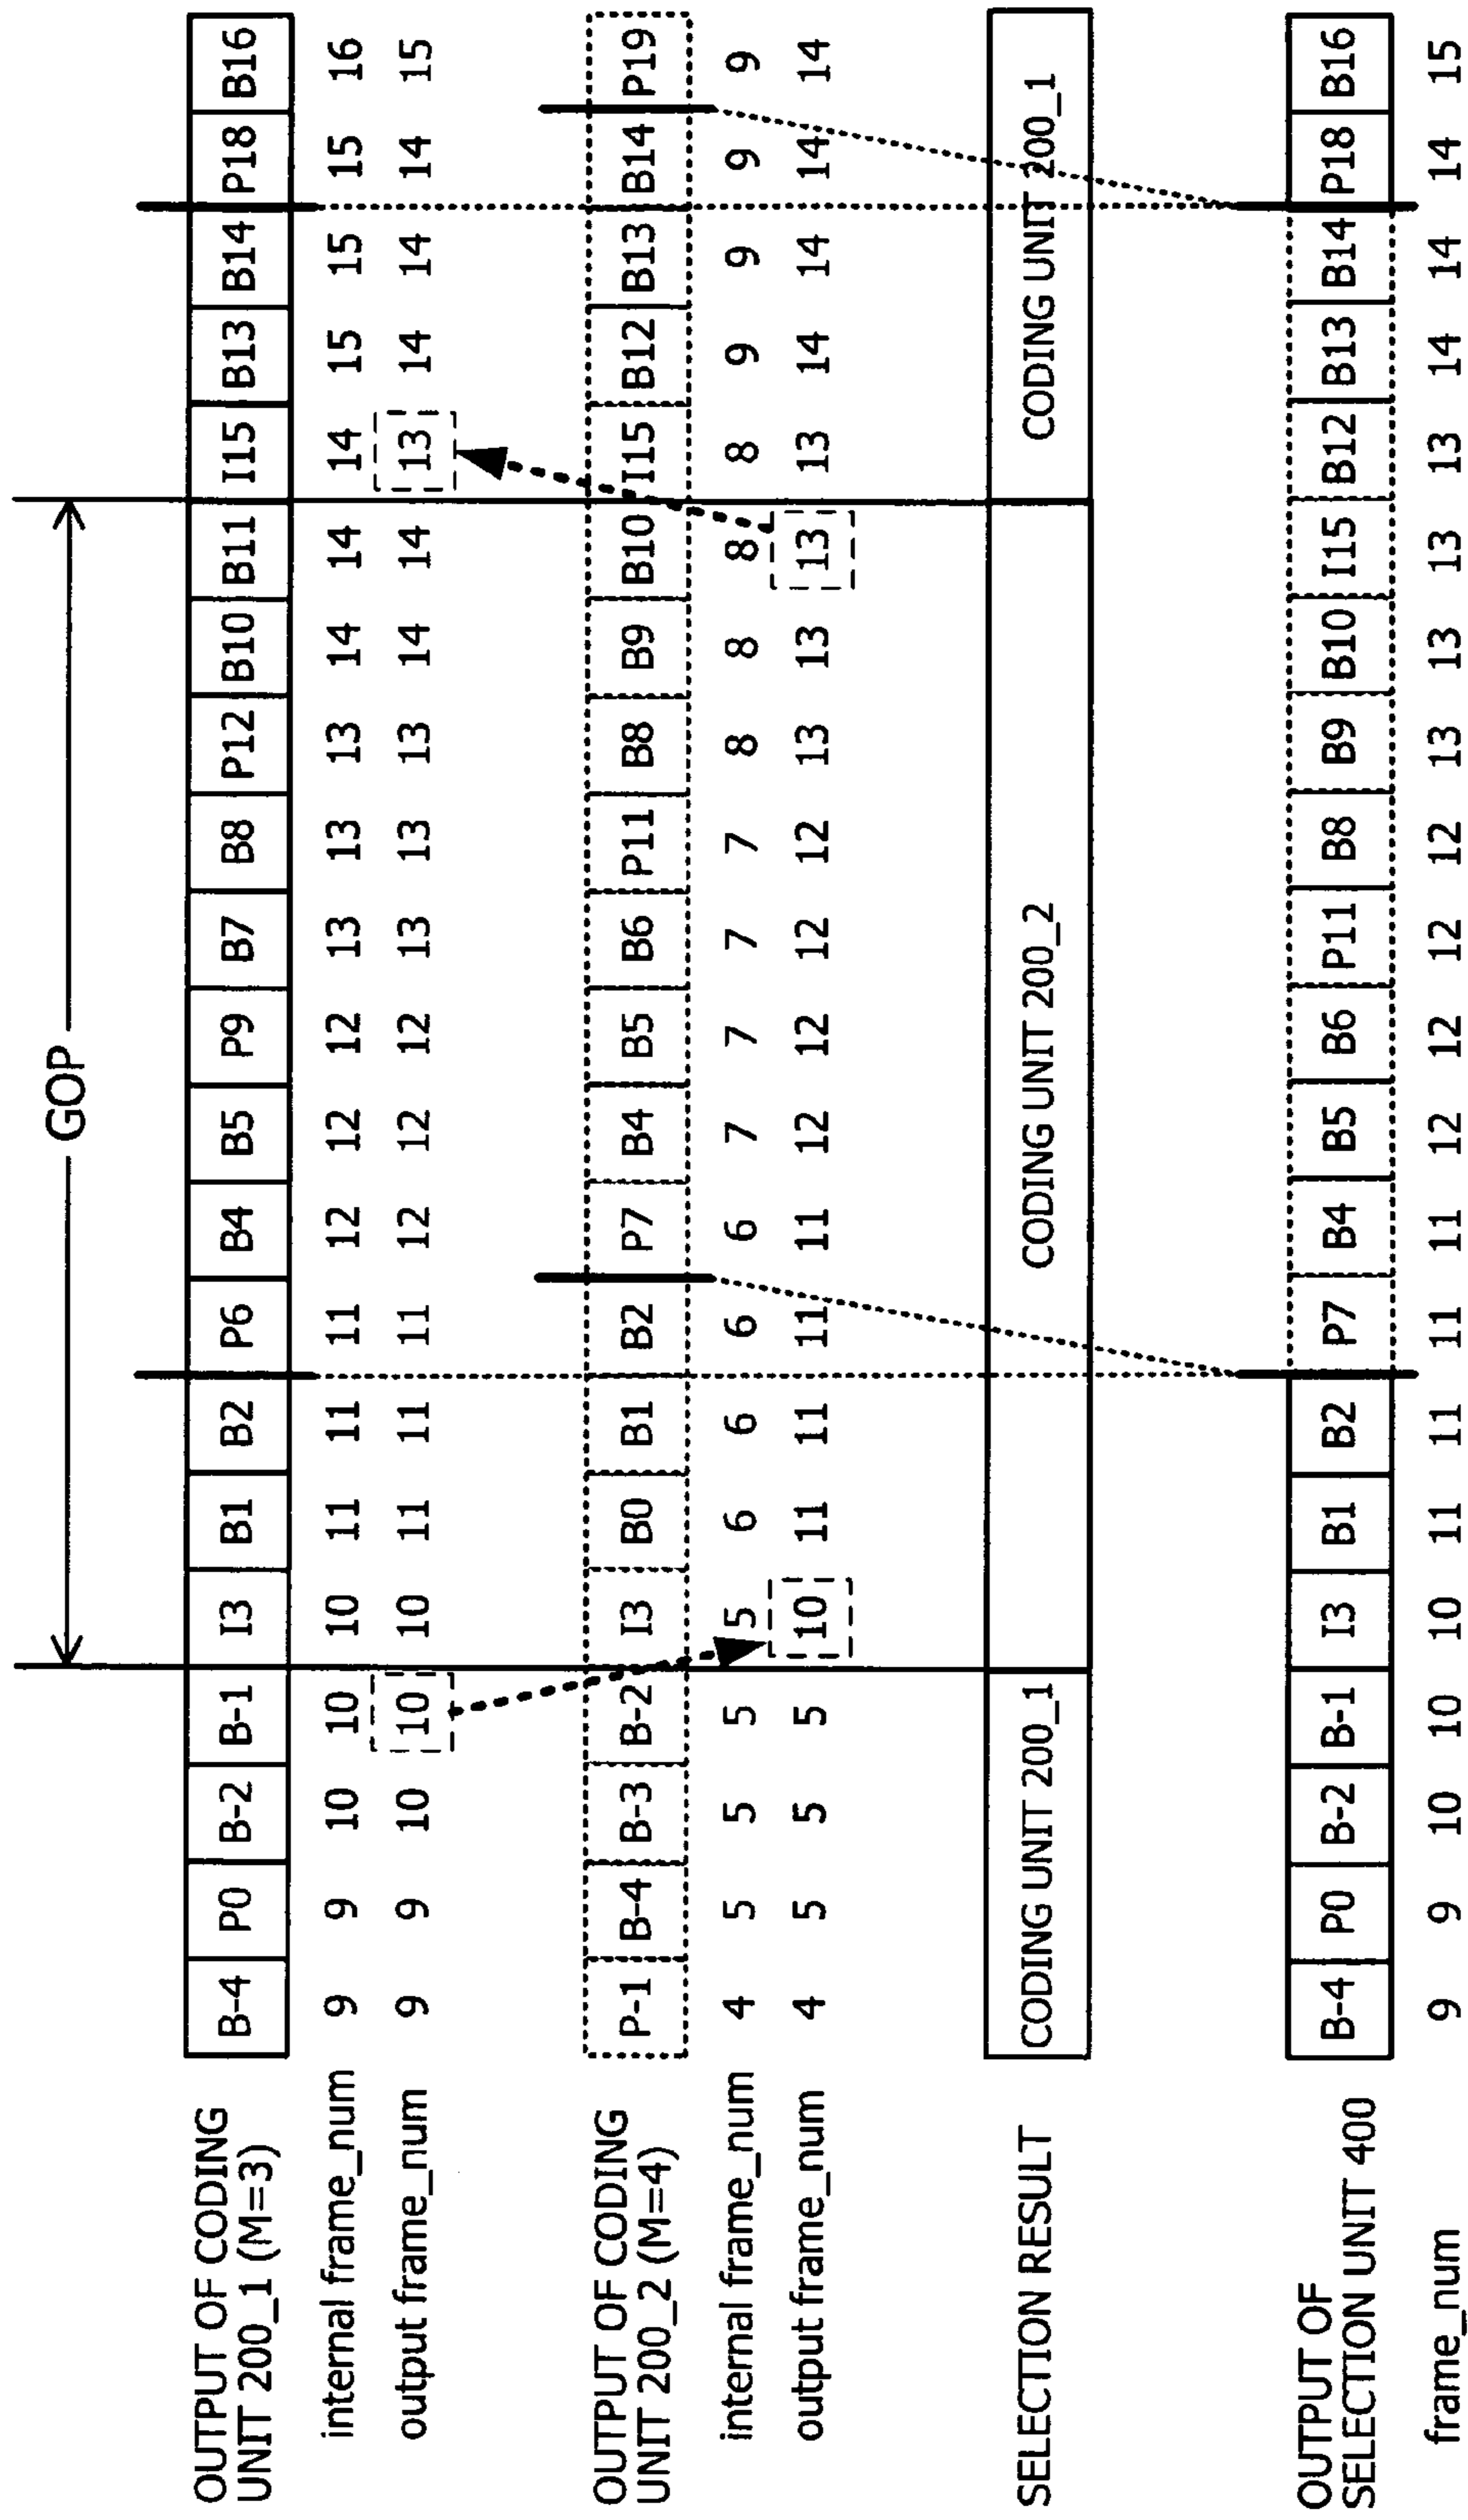 GOP
OUTPUT OF CODING
UNIT 200_1 (M=3)
B-4 P0 B-2 B-1 I3 B1 B2 P6 B4 B5 P9 B7 B8 P12 B10 B11 I15 B13 B14 P18 B16
internal frame_num 9 9 10 10 10 11 11 11 12 12 12 13 13 13 14 14 14 15 15 15 16
output frame_num 9 9 10 10 10 11 11 11 12 12 12 13 13 13 14 14 13 14 14 14 15
OUTPUT OF CODING
UNIT 200_2 (M=4)
P-1 B-4 B-3 B-2 I3 B0 B1 B2 P7 B4 B5 B6 P11 B8 B9 B10 I15 B12 B13 B14 P19
internal frame_num 4 5 5 5 5 6 6 6 6 7 7 7 7 8 8 8 8 9 9 9 9
output frame_num 4 5 5 5 10 11 11 11 11 12 12 12 12 13 13 13 13 14 14 14 14
SELECTION RESULT
CODING UNIT 200_1 CODING UNIT 200_2 CODING UNIT 200_1
OUTPUT OF
SELECTION UNIT 400
B-4 P0 B-2 B-1 I3 B1 B2 P7 B4 B5 B6 P11 B8 B9 B10 I15 B12 B13 B14 P18 B16
frame_num 9 9 10 10 10 11 11 11 11 12 12 12 12 13 13 13 13 14 14 14 15